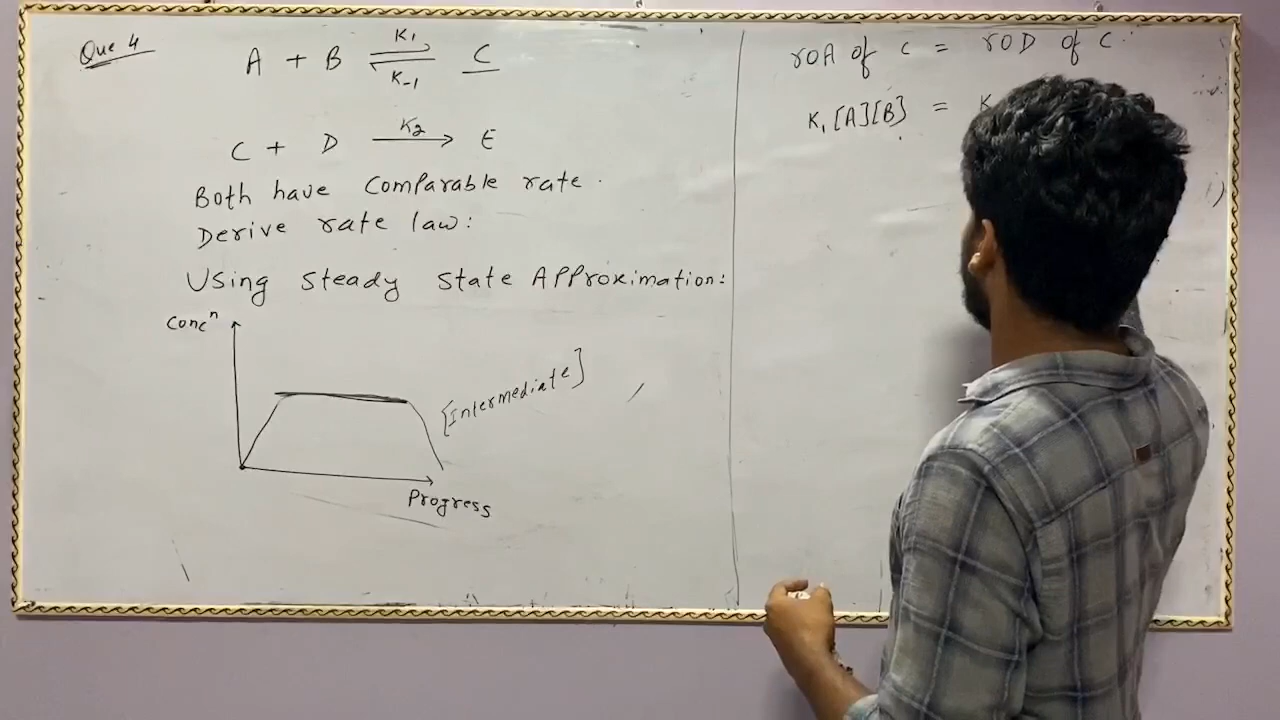 Que 4
A + B ⇌ C
K1
K-1
C + D → E
K2
Both have comparable rate.
Derive rate law:
Using steady state Approximation:
Concⁿ
[Intermediate]
Progress
rOA of C = rOD of C
K1[A][B] = K